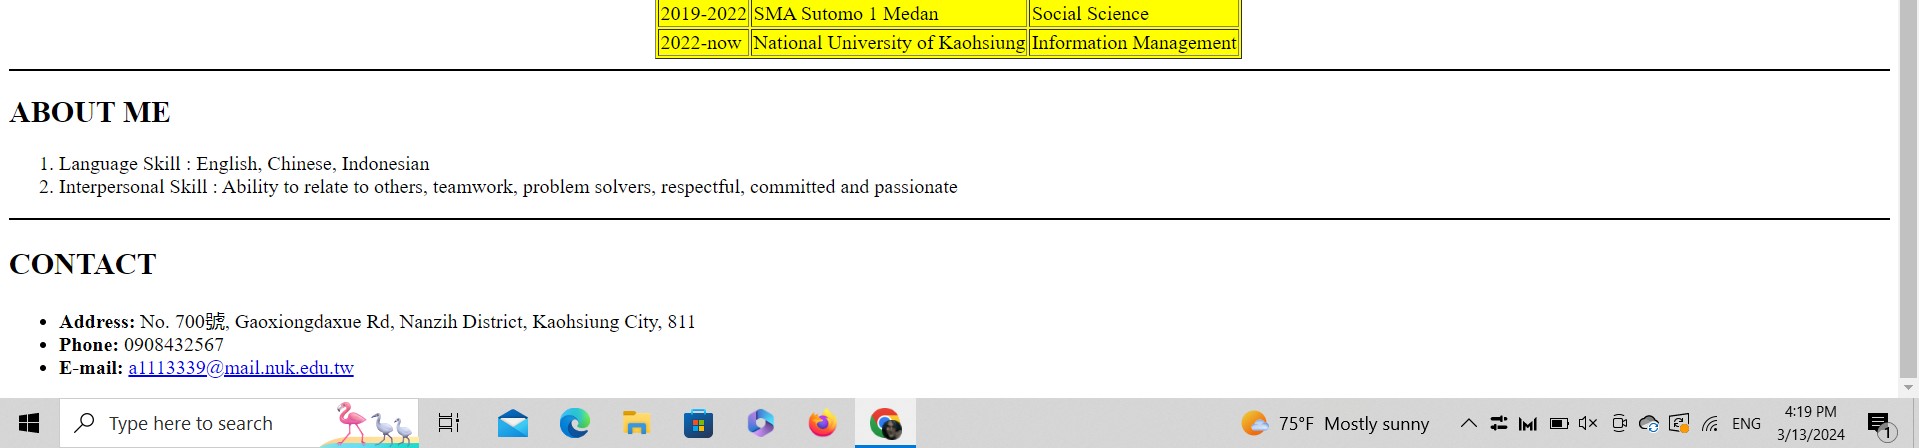 2019-2022 SMA Sutomo 1 Medan Social Science
2022-now National University of Kaohsiung Information Management
ABOUT ME
1. Language Skill : English, Chinese, Indonesian
2. Interpersonal Skill : Ability to relate to others, teamwork, problem solvers, respectful, committed and passionate
CONTACT
• Address: No. 700號, Gaoxiongdaxue Rd, Nanzih District, Kaohsiung City, 811
• Phone: 0908432567
• E-mail: a1113339@mail.nuk.edu.tw
Type here to search
75°F Mostly sunny
ENG
4:19 PM
3/13/2024
1